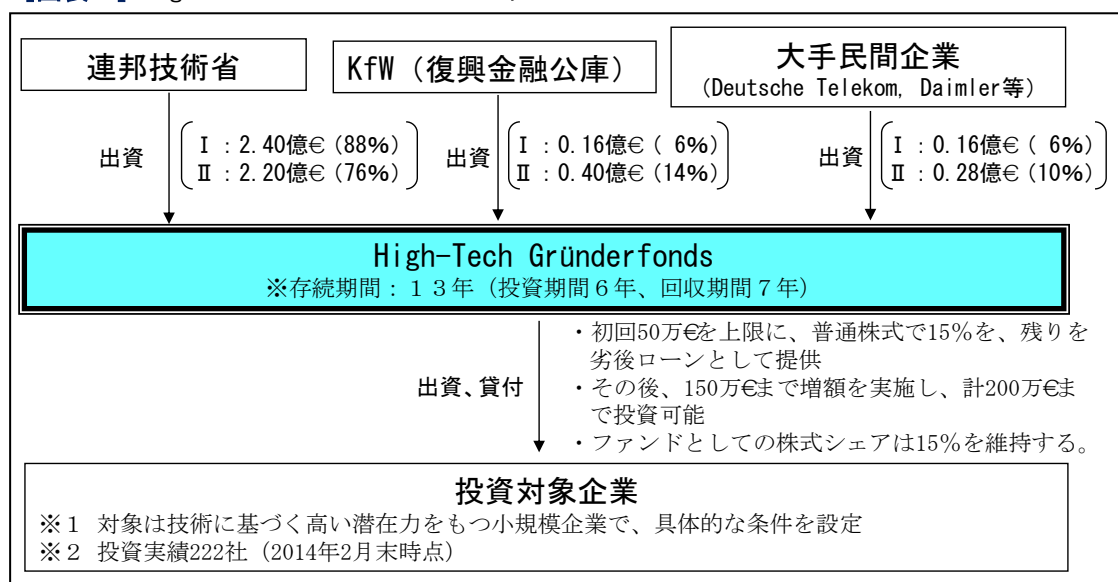 連邦技術省
KfW（復興金融公庫）
大手民間企業
（Deutsche Telekom, Daimler等）
出資
Ⅰ：2.40億€（88%）
Ⅱ：2.20億€（76%）
出資
Ⅰ：0.16億€（ 6%）
Ⅱ：0.40億€（14%）
出資
Ⅰ：0.16億€（ 6%）
Ⅱ：0.28億€（10%）
High-Tech Gründerfonds
※存続期間：１３年（投資期間６年、回収期間７年）
出資、貸付
・初回50万€を上限に、普通株式で15％を、残りを
劣後ローンとして提供
・その後、150万€まで増額を実施し、計200万€ま
で投資可能
・ファンドとしての株式シェアは15％を維持する。
投資対象企業
※１ 対象は技術に基づく高い潜在力をもつ小規模企業で、具体的な条件を設定
※２ 投資実績222社（2014年2月末時点）